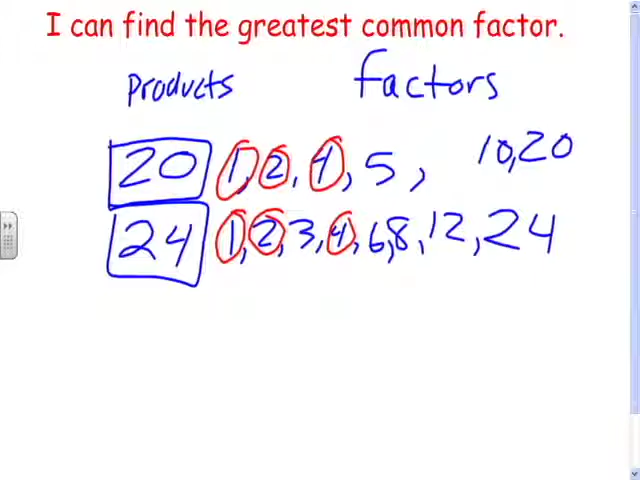 I can find the greatest common factor.
products factors
20 1, 2, 4, 5, 10, 20
24 1, 2, 3, 4, 6, 8, 12, 24